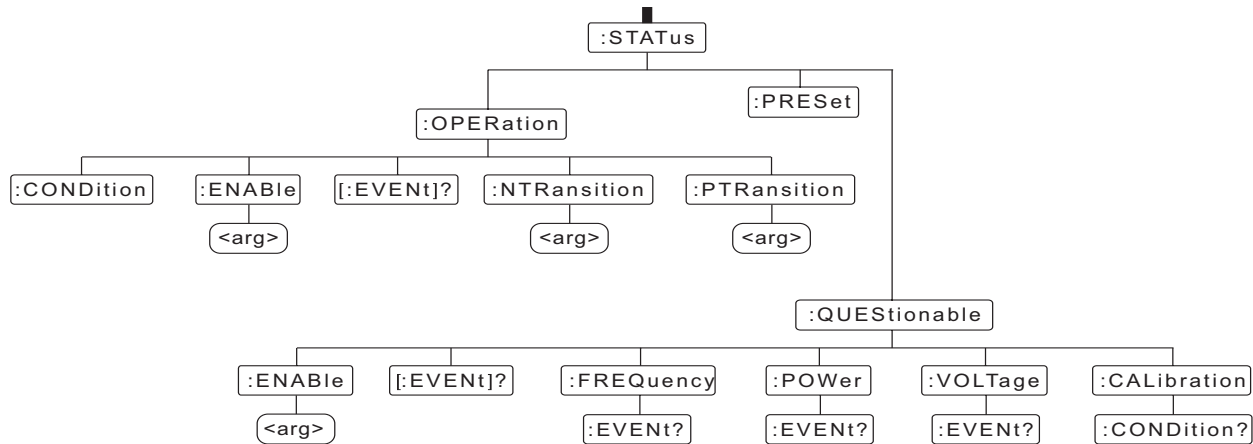 :STATus
:PRESet
:OPERation
:CONDition :ENABle [:EVENt]? :NTRansition :PTRansition
<arg> <arg> <arg>
:QUEStionable
:ENABle [:EVENt]? :FREQuency :POWer :VOLTage :CALibration
<arg> :EVENt? :EVENt? :EVENt? :CONDition?